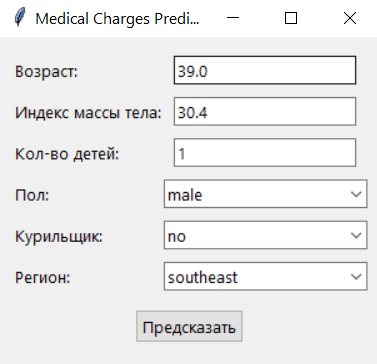 Medical Charges Predi...
Возраст: 39.0
Индекс массы тела: 30.4
Кол-во детей: 1
Пол: male
Курильщик: no
Регион: southeast
Предсказать